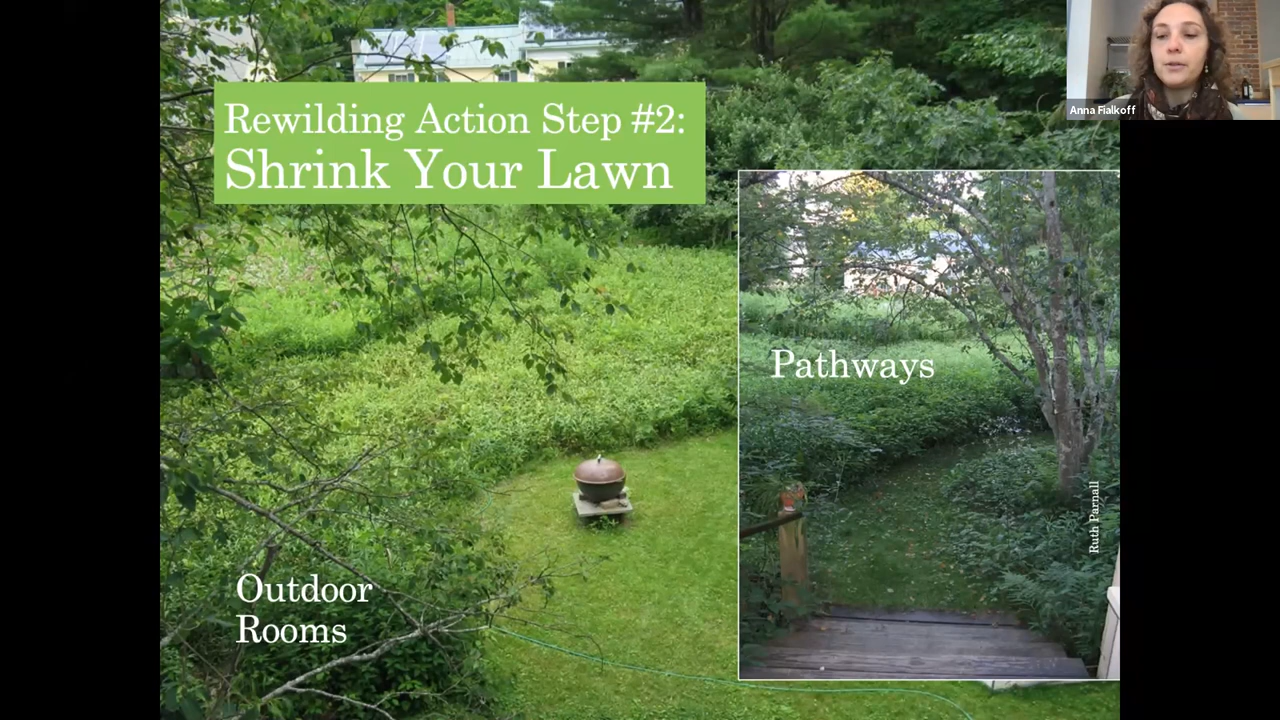 Rewilding Action Step #2:
Shrink Your Lawn
Anna Fialkoff
Pathways
Ruth Parnall
Outdoor
Rooms